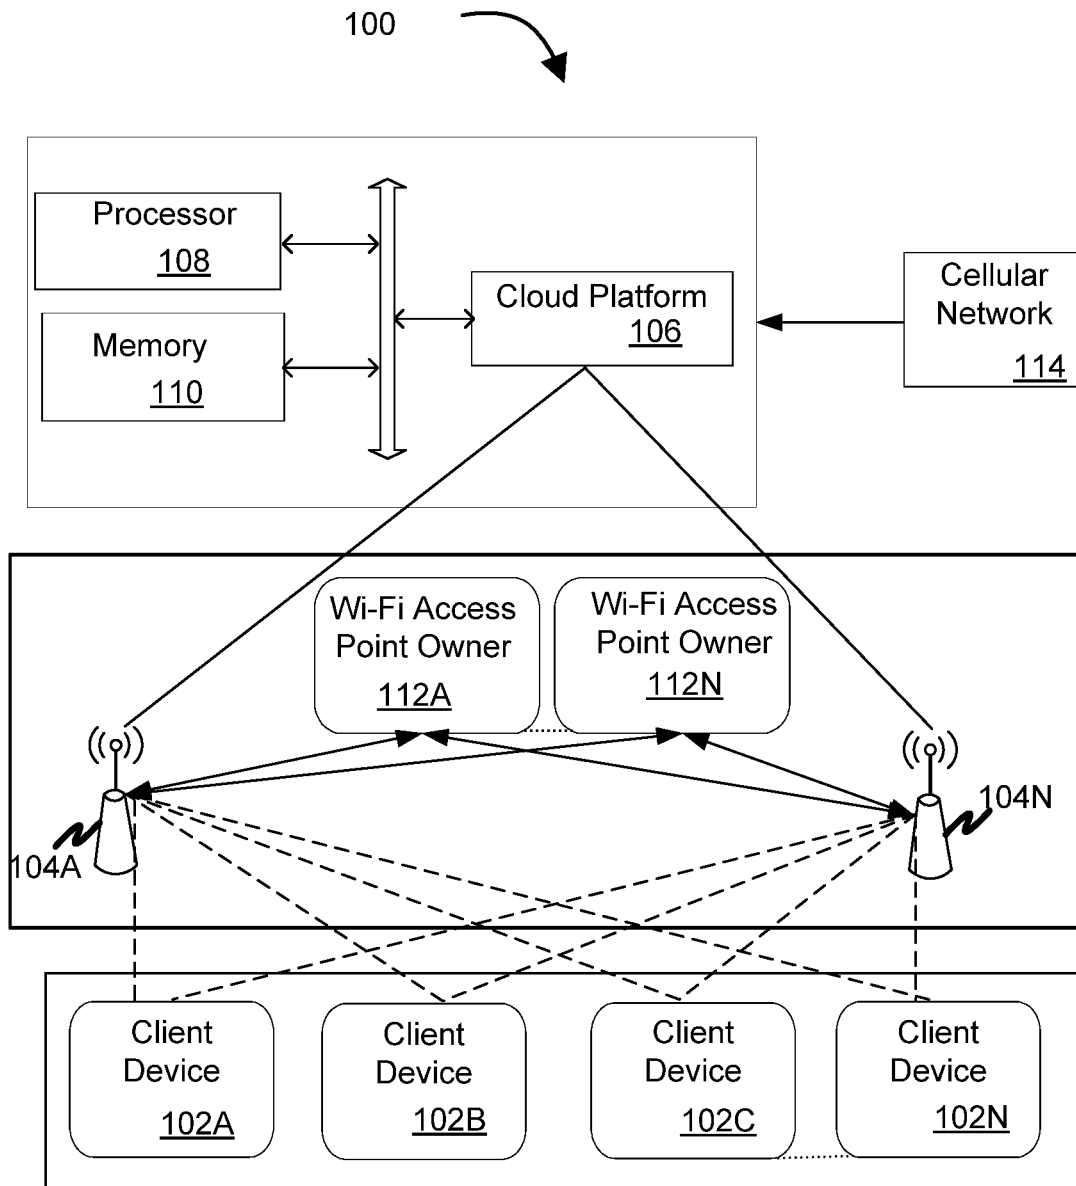 100
Processor
108
Memory
110
Cloud Platform
106
Cellular
Network
114
Wi-Fi Access
Point Owner
112A
Wi-Fi Access
Point Owner
112N
104A
104N
Client
Device
102A
Client
Device
102B
Client
Device
102C
Client
Device
102N